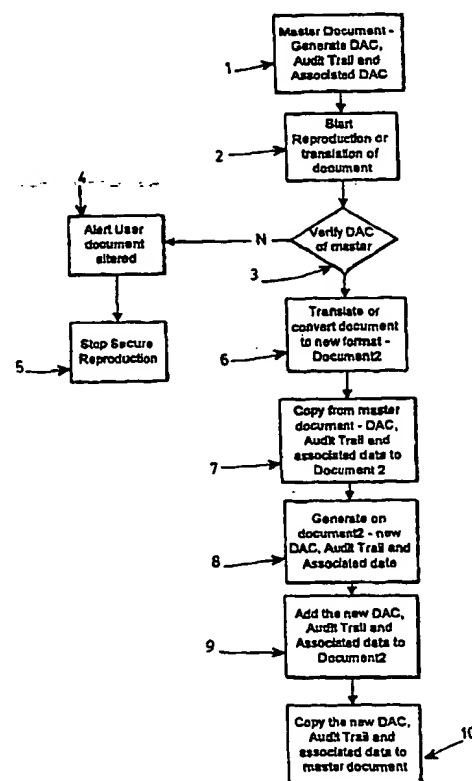 Master Document -
Generate DAC,
Audit Trail and
Associated DAC
1
Start
Reproduction or
translation of
document
2
4
Alert User
document
altered
N
Verify DAC
of master
3
Stop Secure
Reproduction
5
Translate or
convert document
to new format -
Document2
6
Copy from master
document - DAC,
Audit Trail and
associated data to
Document 2
7
Generate on
document2 - new
DAC, Audit Trail and
Associated date
8
Add the new DAC,
Audit Trail and
Associated data to
Document2
9
Copy the new DAC,
Audit Trail and
associated data to
master document
10